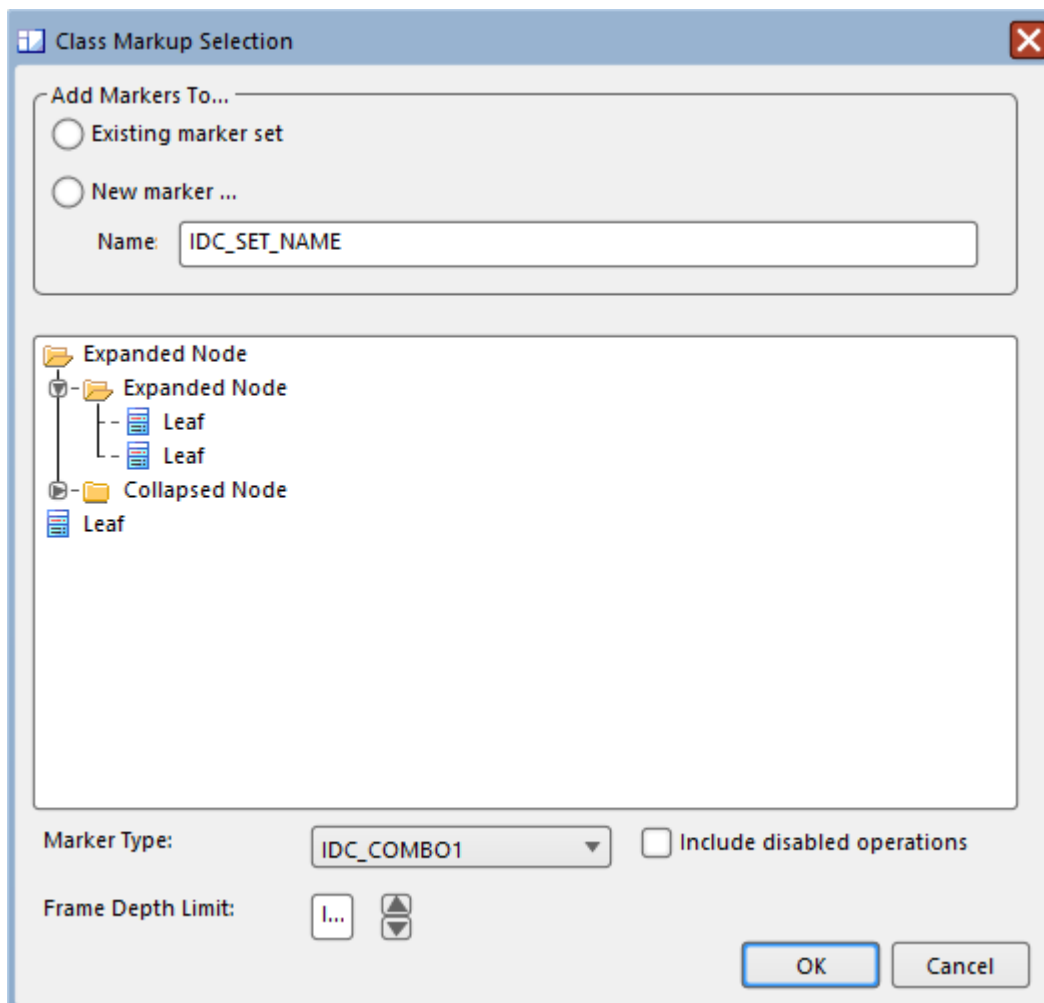 Class Markup Selection
Add Markers To...
Existing marker set
New marker ...
Name: IDC_SET_NAME
Expanded Node
Expanded Node
Leaf
Leaf
Collapsed Node
Leaf
Marker Type: IDC_COMBO1 Include disabled operations
Frame Depth Limit: I...
OK Cancel